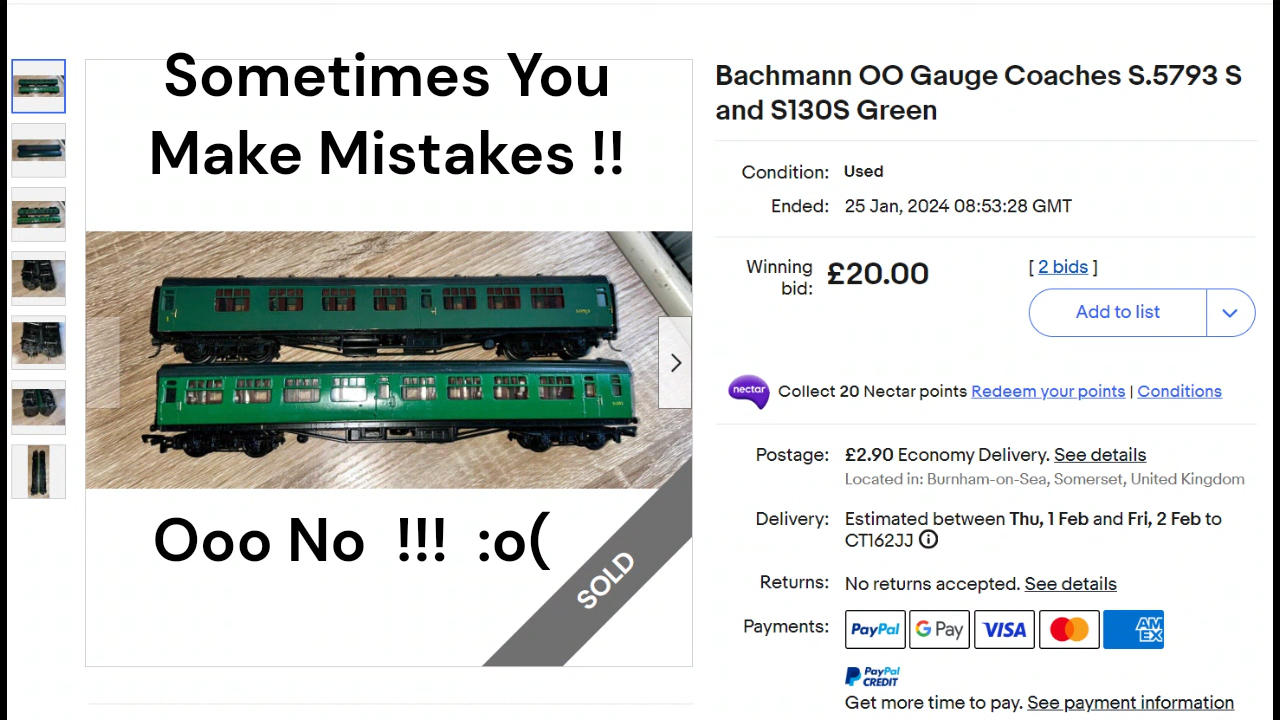 Sometimes You
Make Mistakes !!
Ooo No !!! :o(
SOLD
Bachmann OO Gauge Coaches S.5793 S
and S130S Green
Condition: Used
Ended: 25 Jan, 2024 08:53:28 GMT
Winning
bid: £20.00 [ 2 bids ]
Add to list
nectar Collect 20 Nectar points Redeem your points | Conditions
Postage: £2.90 Economy Delivery. See details
Located in: Burnham-on-Sea, Somerset, United Kingdom
Delivery: Estimated between Thu, 1 Feb and Fri, 2 Feb to
CT162JJ
Returns: No returns accepted. See details
Payments: PayPal G Pay VISA AM EX
PayPal
CREDIT
Get more time to pay. See payment information